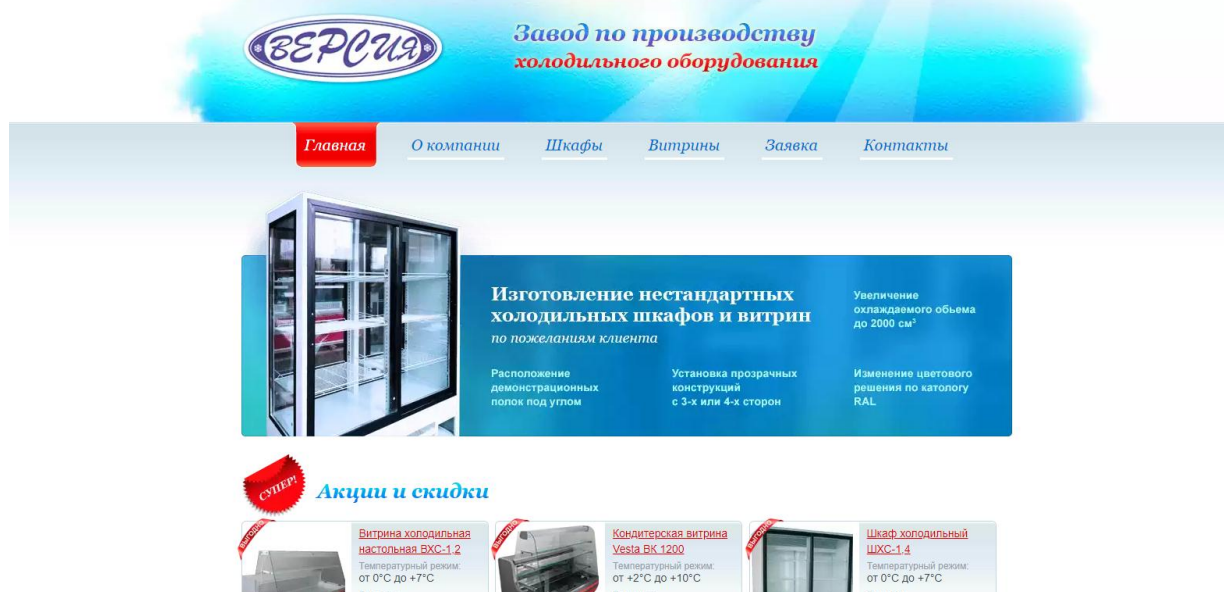 ВЕРСИЯ
Завод по производству
холодильного оборудования
Главная
О компании
Шкафы
Витрины
Заявка
Контакты
Изготовление нестандартных
холодильных шкафов и витрин
по пожеланиям клиента
Увеличение
охлаждаемого обьема
до 2000 см³
Расположение
демонстрационных
полок под углом
Установка прозрачных
конструкций
с 3-х или 4-х сторон
Изменение цветового
решения по катологу
RAL
СУПЕР!
Акции и скидки
ВЫГОДНО
Витрина холодильная
настольная ВХС-1,2
Температурный режим:
от 0°C до +7°C
ВЫГОДНО
Кондитерская витрина
Vesta ВК 1200
Температурный режим:
от +2°C до +10°C
ВЫГОДНО
Шкаф холодильный
ШХС-1,4
Температурный режим:
от 0°C до +7°C